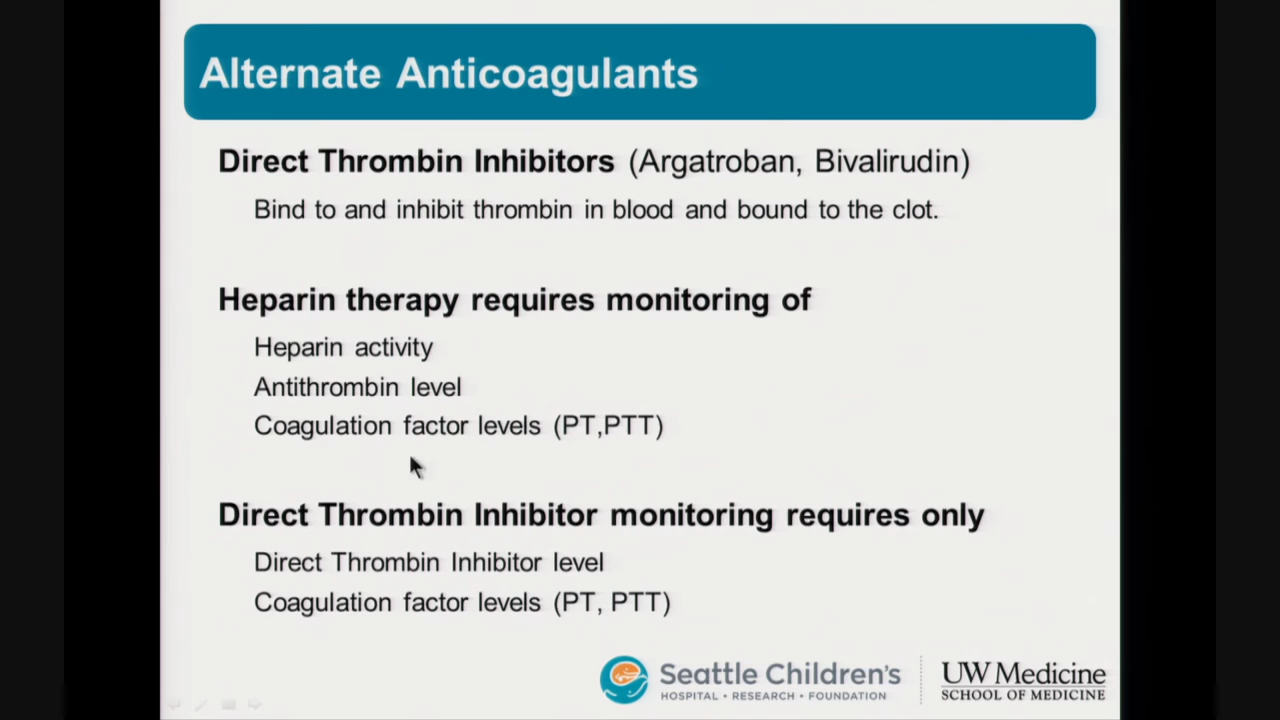 Alternate Anticoagulants
Direct Thrombin Inhibitors (Argatroban, Bivalirudin)
Bind to and inhibit thrombin in blood and bound to the clot.
Heparin therapy requires monitoring of
Heparin activity
Antithrombin level
Coagulation factor levels (PT,PTT)
Direct Thrombin Inhibitor monitoring requires only
Direct Thrombin Inhibitor level
Coagulation factor levels (PT, PTT)
Seattle Children's
HOSPITAL • RESEARCH • FOUNDATION
UW Medicine
SCHOOL OF MEDICINE